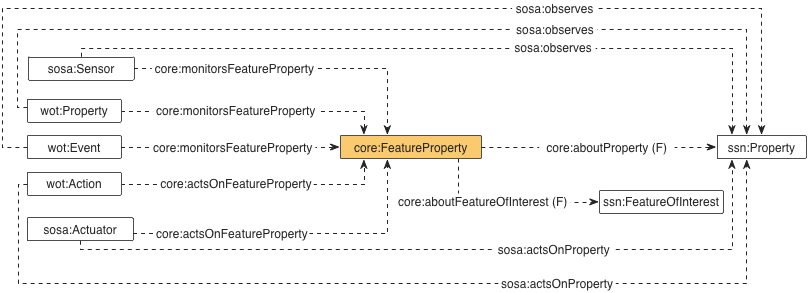 sosa:observes
sosa:observes
sosa:observes
sosa:Sensor
core:monitorsFeatureProperty
wot:Property
core:monitorsFeatureProperty
wot:Event
core:monitorsFeatureProperty
core:FeatureProperty
core:aboutProperty (F)
ssn:Property
wot:Action
core:actsOnFeatureProperty
core:aboutFeatureOfInterest (F)
ssn:FeatureOfInterest
sosa:Actuator
core:actsOnFeatureProperty
sosa:actsOnProperty
sosa:actsOnProperty